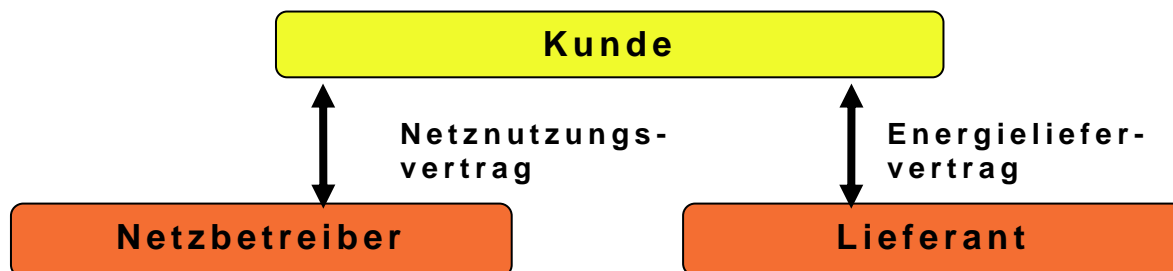 Kunde
Netznutzungs-
vertrag
Energieliefer-
vertrag
Netzbetreiber
Lieferant